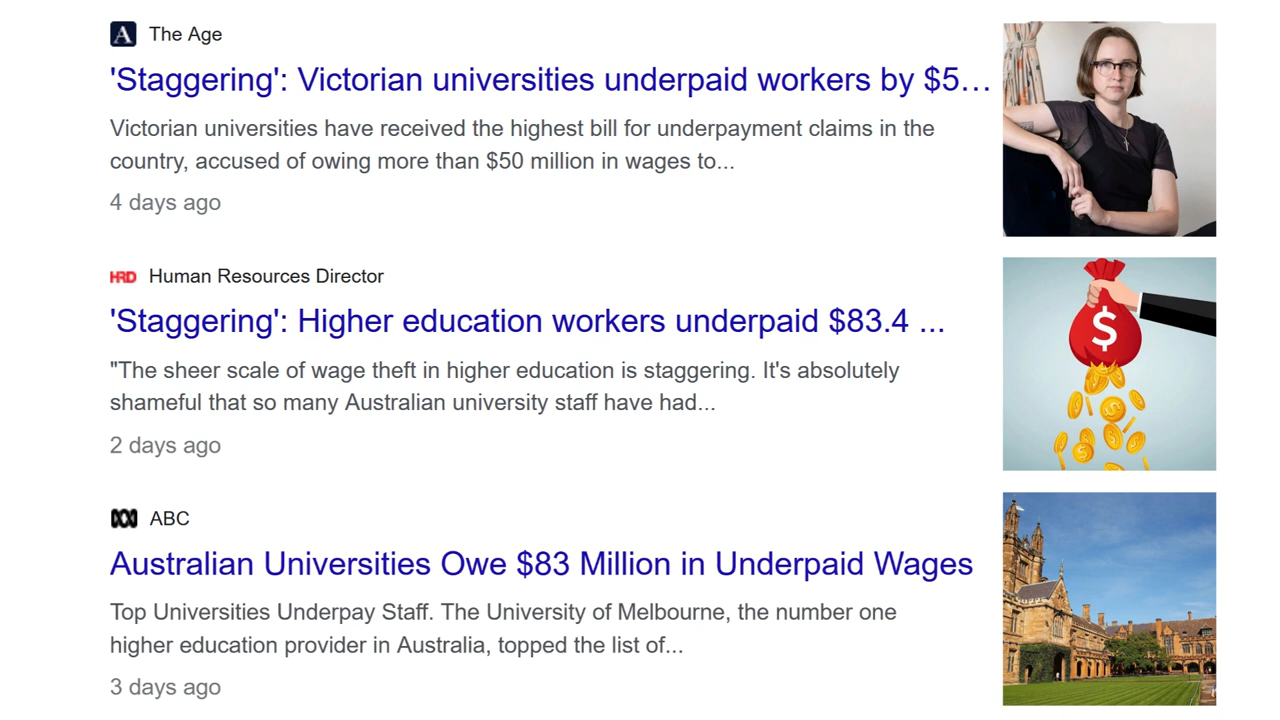 The Age
'Staggering': Victorian universities underpaid workers by $5...
Victorian universities have received the highest bill for underpayment claims in the
country, accused of owing more than $50 million in wages to...
4 days ago
HRD Human Resources Director
'Staggering': Higher education workers underpaid $83.4 ...
"The sheer scale of wage theft in higher education is staggering. It's absolutely
shameful that so many Australian university staff have had...
2 days ago
$
ABC
Australian Universities Owe $83 Million in Underpaid Wages
Top Universities Underpay Staff. The University of Melbourne, the number one
higher education provider in Australia, topped the list of...
3 days ago